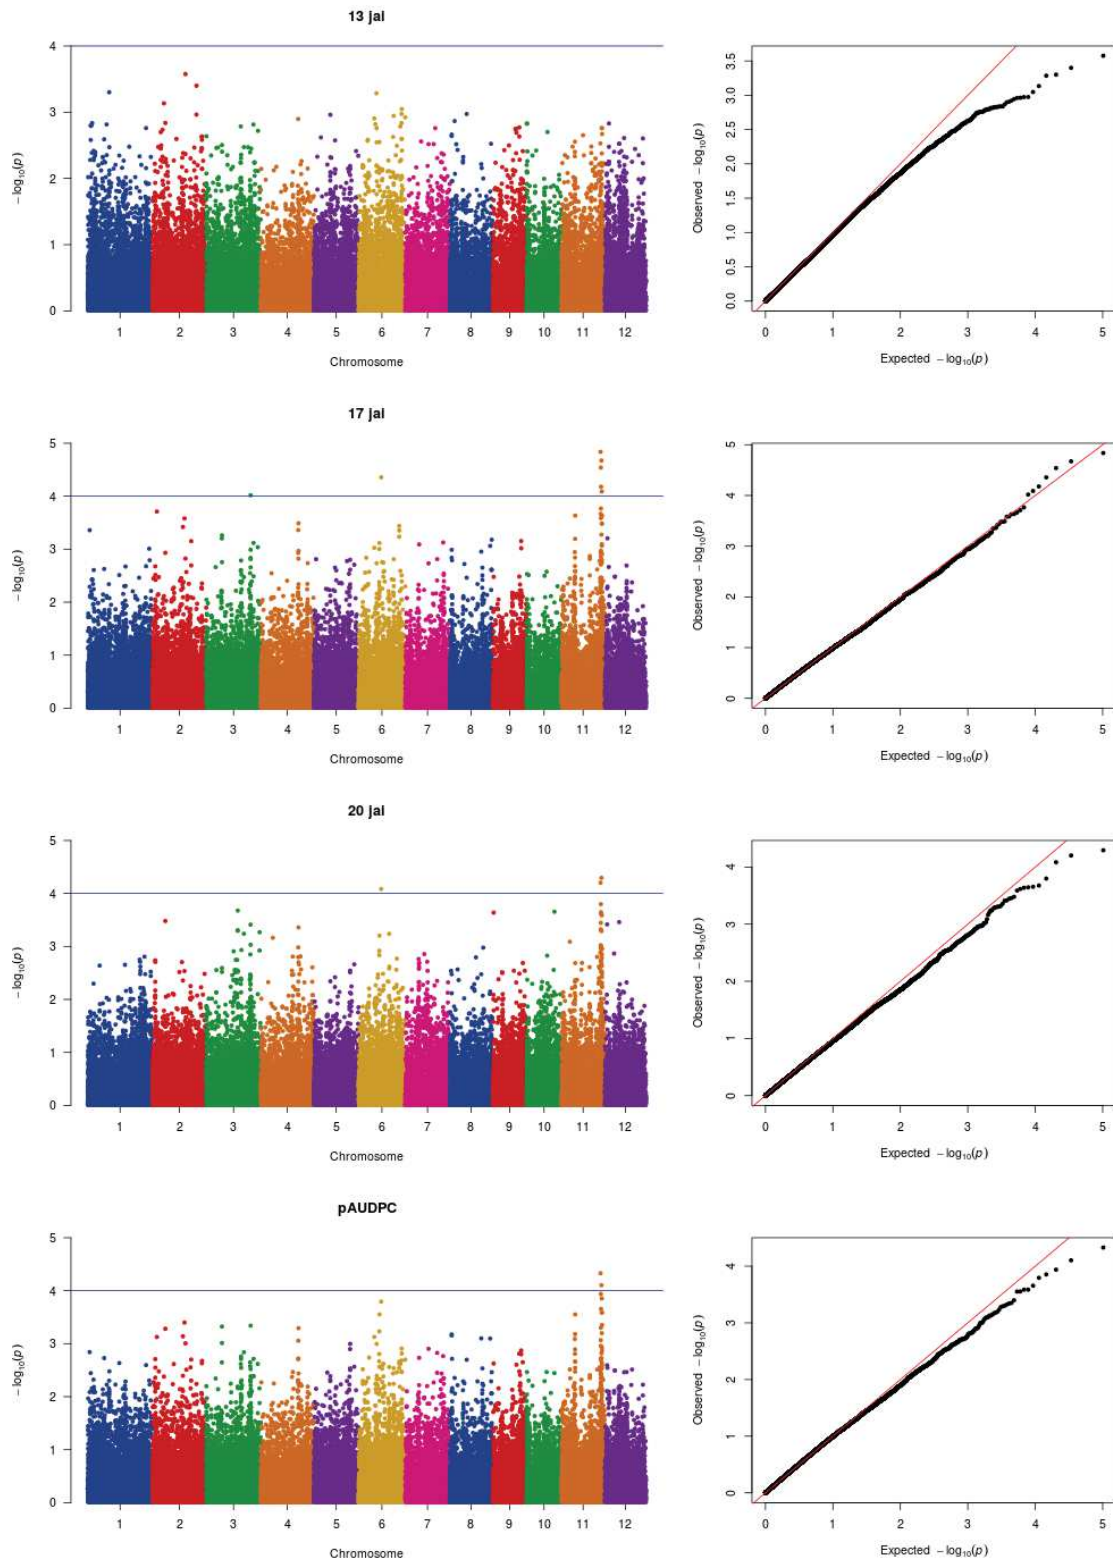 13 jai
4
3
2
1
0
− log₁₀(p)
1 2 3 4 5 6 7 8 9 10 11 12
Chromosome
3.5
3.0
2.5
2.0
1.5
1.0
0.5
0.0
Observed − log₁₀(p)
0 1 2 3 4 5
Expected − log₁₀(p)
17 jai
5
4
3
2
1
0
− log₁₀(p)
1 2 3 4 5 6 7 8 9 10 11 12
Chromosome
5
4
3
2
1
0
Observed − log₁₀(p)
0 1 2 3 4 5
Expected − log₁₀(p)
20 jai
5
4
3
2
1
0
− log₁₀(p)
1 2 3 4 5 6 7 8 9 10 11 12
Chromosome
4
3
2
1
0
Observed − log₁₀(p)
0 1 2 3 4 5
Expected − log₁₀(p)
pAUDPC
5
4
3
2
1
0
− log₁₀(p)
1 2 3 4 5 6 7 8 9 10 11 12
Chromosome
4
3
2
1
0
Observed − log₁₀(p)
0 1 2 3 4 5
Expected − log₁₀(p)